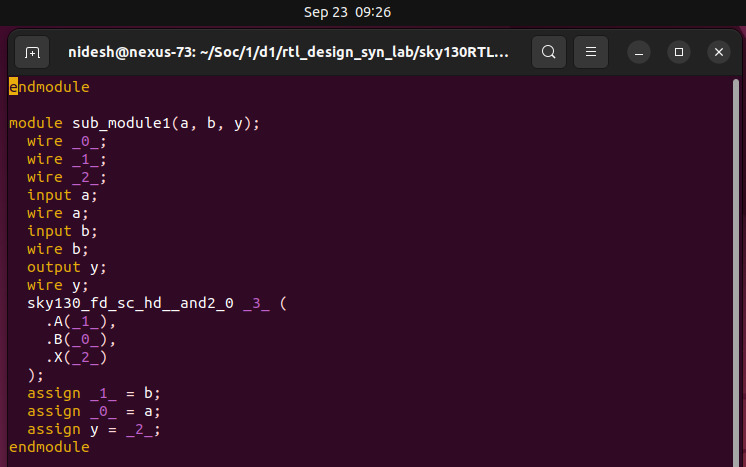 Sep 23 09:26
nidesh@nexus-73: ~/Soc/1/d1/rtl_design_syn_lab/sky130RTL...
endmodule
module sub_module1(a, b, y);
  wire _0_;
  wire _1_;
  wire _2_;
  input a;
  wire a;
  input b;
  wire b;
  output y;
  wire y;
  sky130_fd_sc_hd__and2_0 _3_ (
    .A(_1_),
    .B(_0_),
    .X(_2_)
  );
  assign _1_ = b;
  assign _0_ = a;
  assign y = _2_;
endmodule